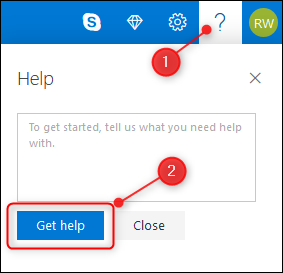 ? RW
1
Help
To get started, tell us what you need help
with.
2
Get help Close